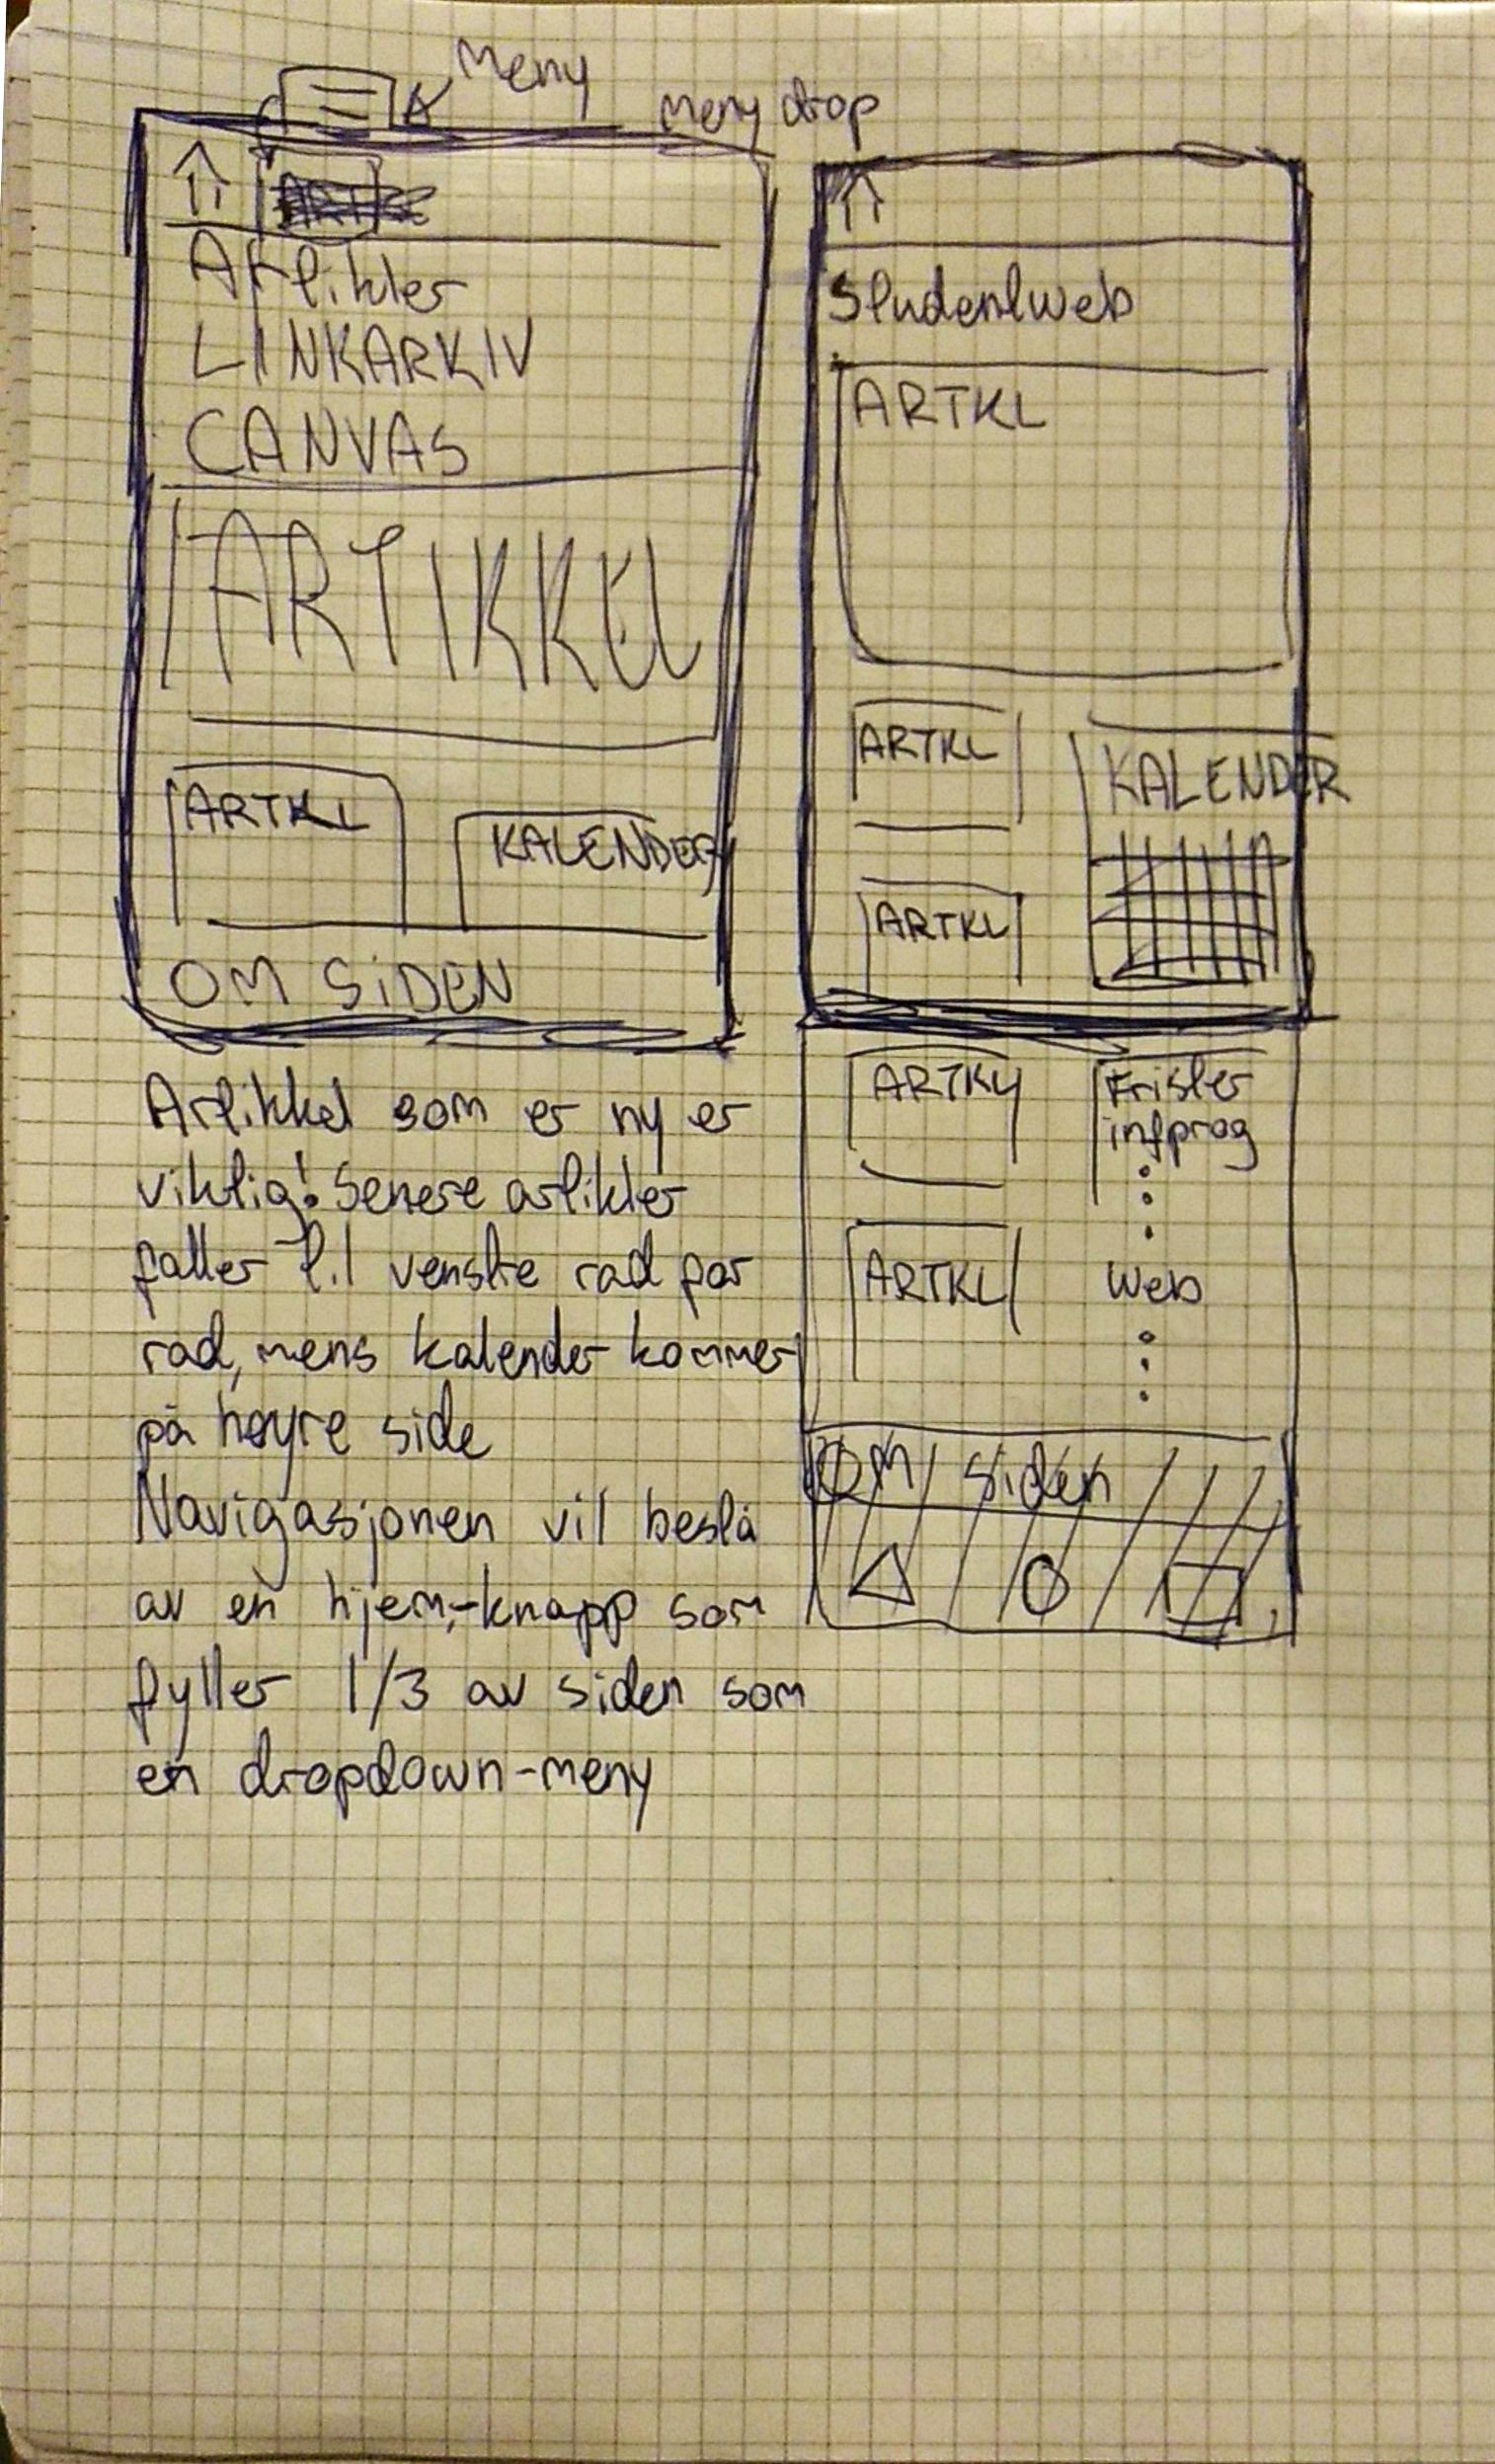 Meny
meny drop
Artikler
LINKARKIV
CANVAS
ARTIKKEL
ARTKL
KALENDER
OM SIDEN
Studentweb
ARTKL
ARTKL
KALENDER
ARTKL
ARTKL
Frister
infprog
ARTKL
Web
OM siden
Artikkel som er ny er
viktig! Senere artikler
faller til venstre rad for
rad, mens kalender kommer
på høyre side
Navigasjonen vil bestå
av en hjem-knapp som
fyller 1/3 av siden som
en dropdown-meny